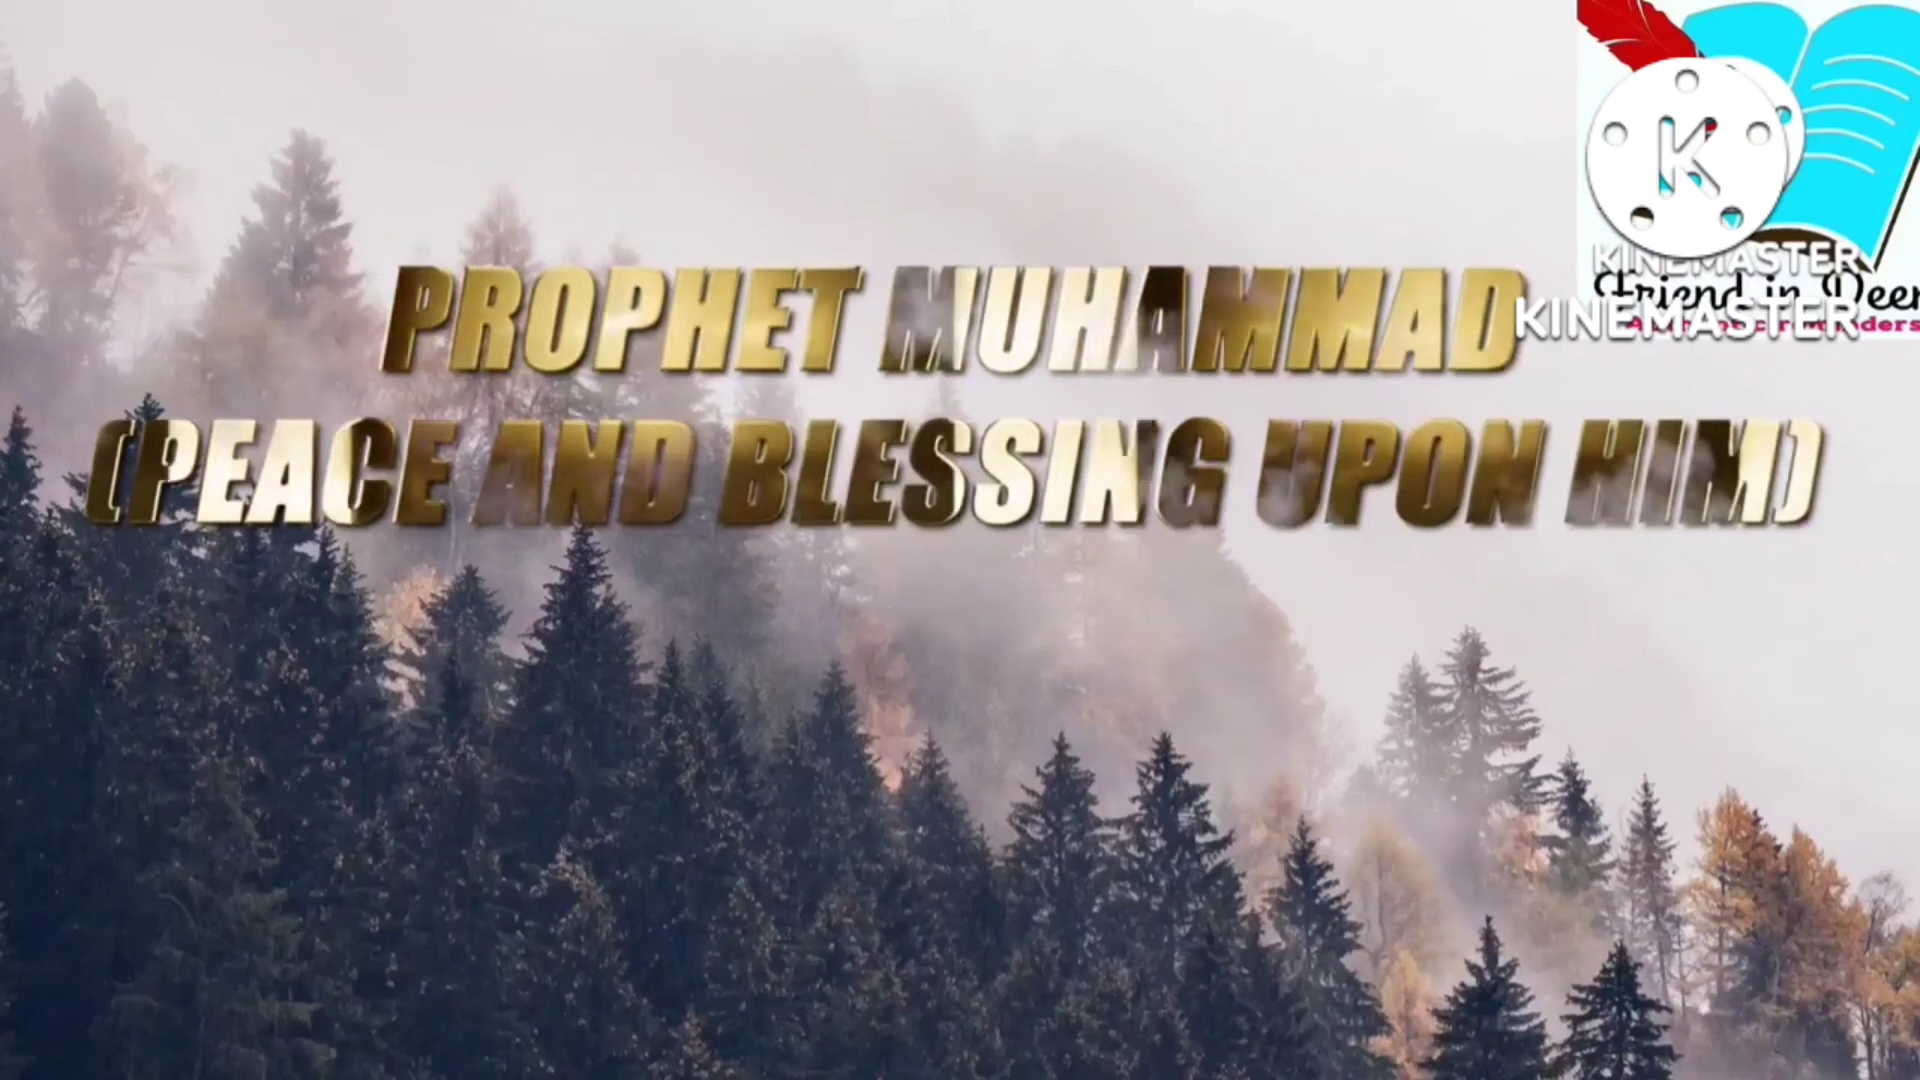 PROPHET MUHAMMAD
(PEACE AND BLESSING UPON HIM)
K
KINEMASTER
Friend in Deen
KINEMASTER